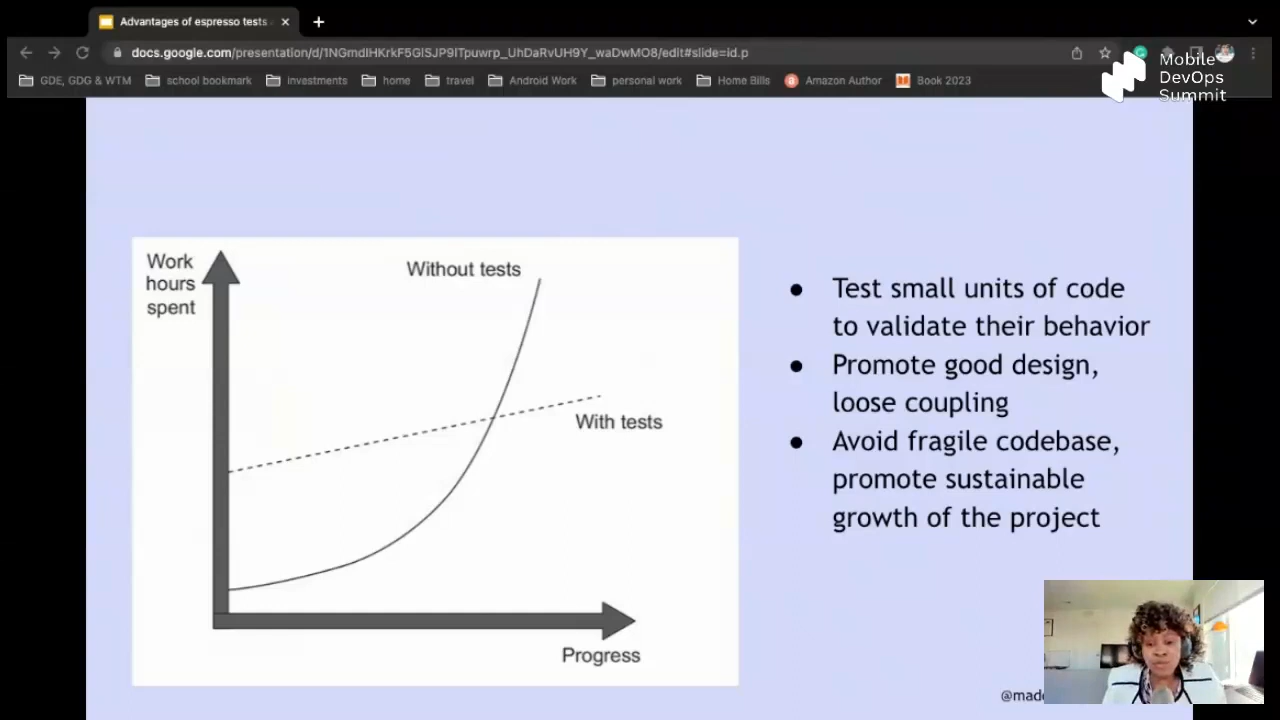 Advantages of espresso tests
docs.google.com/presentation/d/1NGmdIHKrkF5GISJP9ITpuwrp_UhDaRvUH9Y_waDwMO8/edit#slide=id.p
GDE, GDG & WTM school bookmark investments home travel Android Work personal work Home Bills Amazon Author Book 2023
Mobile
DevOps
Summit
Work
hours
spent
Without tests
With tests
Progress
● Test small units of code
to validate their behavior
● Promote good design,
loose coupling
● Avoid fragile codebase,
promote sustainable
growth of the project